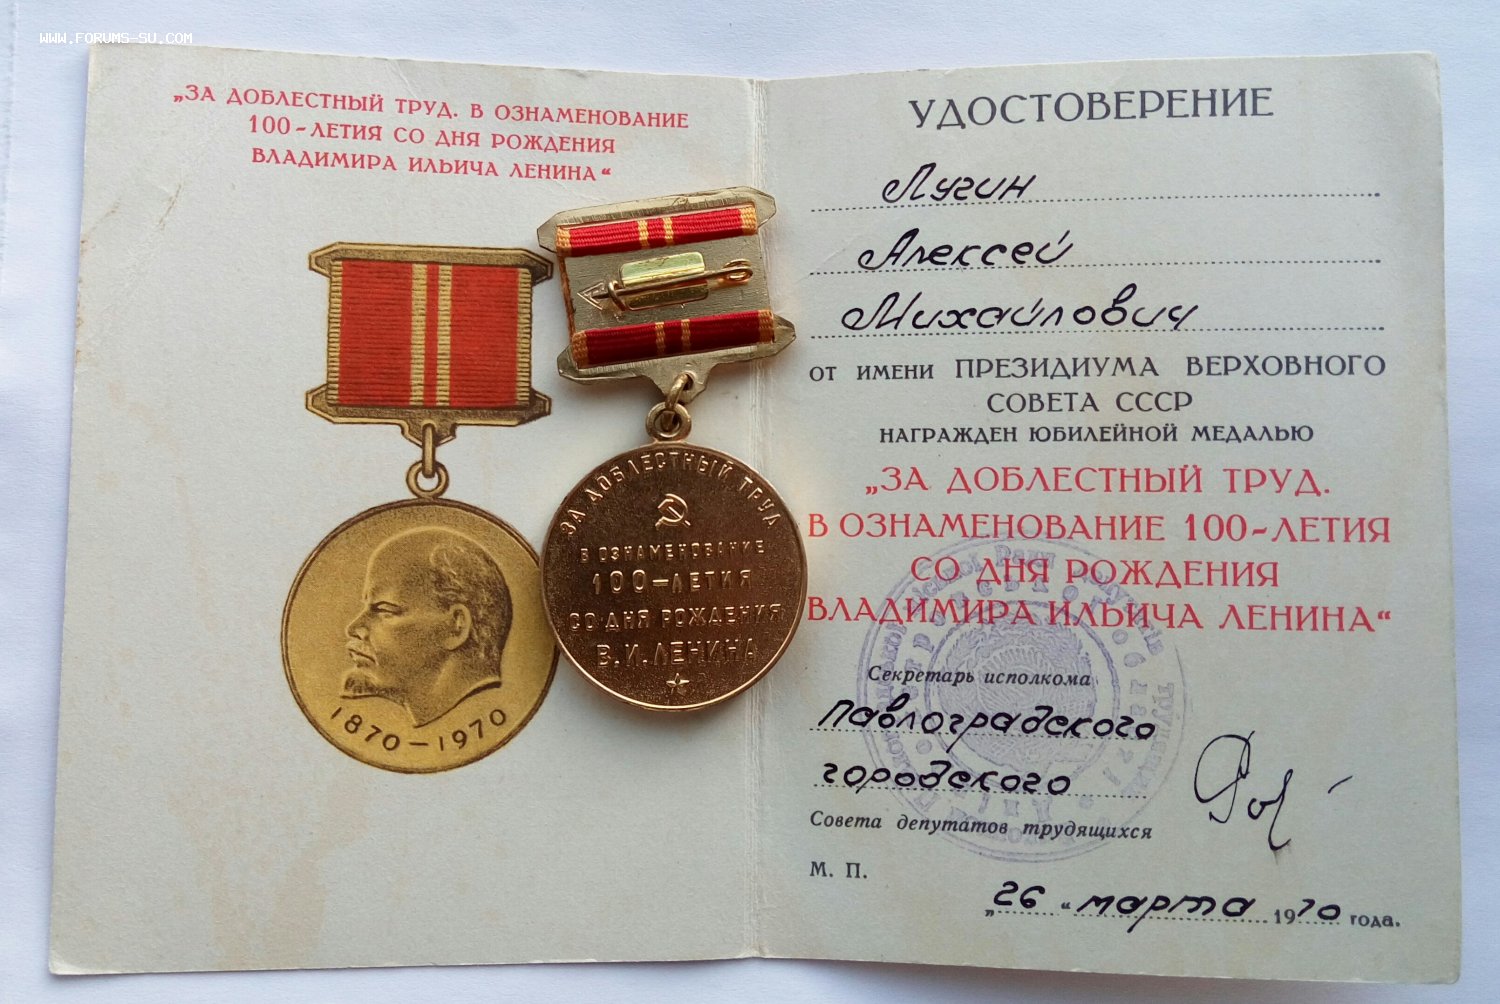 WWW.FORUMS-SU.COM
„ЗА ДОБЛЕСТНЫЙ ТРУД. В ОЗНАМЕНОВАНИЕ
100-ЛЕТИЯ СО ДНЯ РОЖДЕНИЯ
ВЛАДИМИРА ИЛЬИЧА ЛЕНИНА“
1870-1970
ЗА ДОБЛЕСТНЫЙ ТРУД
В ОЗНАМЕНОВАНИЕ
100-ЛЕТИЯ
СО ДНЯ РОЖДЕНИЯ
В.И.ЛЕНИНА
УДОСТОВЕРЕНИЕ
Лугин
Алексей
Михайлович
ОТ ИМЕНИ ПРЕЗИДИУМА ВЕРХОВНОГО
СОВЕТА СССР
НАГРАЖДЕН ЮБИЛЕЙНОЙ МЕДАЛЬЮ
„ЗА ДОБЛЕСТНЫЙ ТРУД.
В ОЗНАМЕНОВАНИЕ 100-ЛЕТИЯ
СО ДНЯ РОЖДЕНИЯ
ВЛАДИМИРА ИЛЬИЧА ЛЕНИНА“
Секретарь исполкома
Павлоградского
городского
Совета депутатов трудящихся
М. П.
„26“ марта 1970 года.